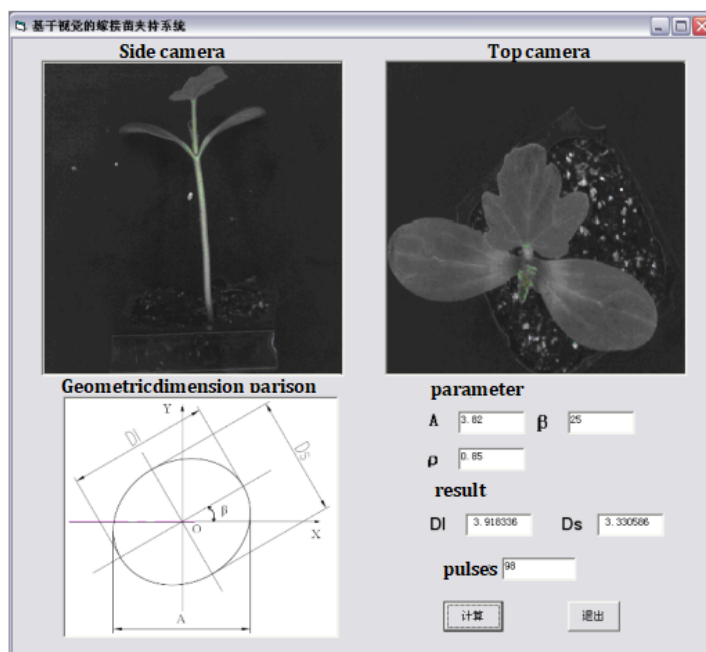 基于视觉的嫁接苗夹持系统
Side camera
Top camera
Geometricdimension parison
Y
Dl
Ds
β
O
X
A
parameter
A 3.82 β 25
ρ 0.85
result
Dl 3.918336 Ds 3.330586
pulses 98
计算 退出